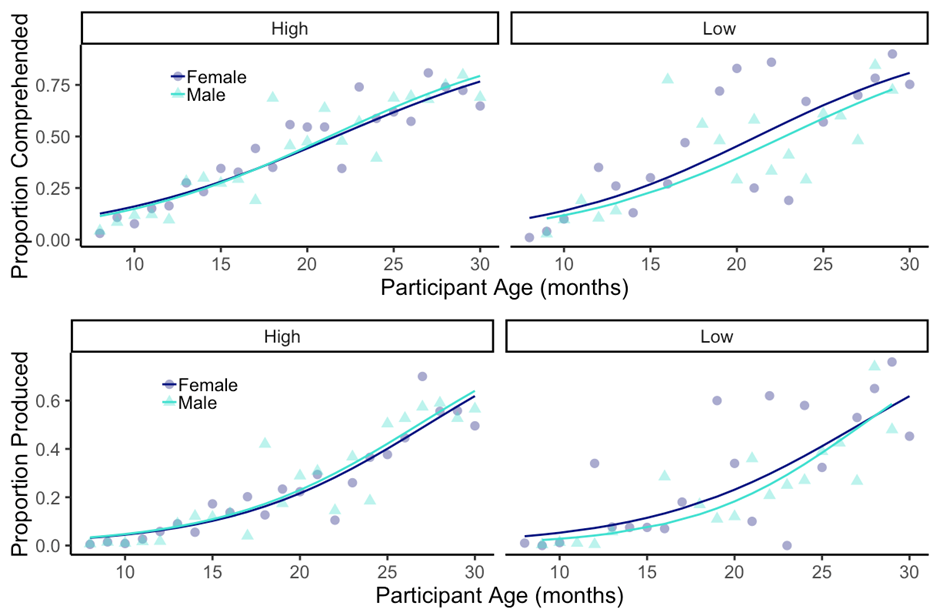 High
Low
Proportion Comprehended
0.75
0.50
0.25
0.00
Female
Male
10
15
20
25
30
10
15
20
25
30
Participant Age (months)
High
Low
Proportion Produced
0.6
0.4
0.2
0.0
Female
Male
10
15
20
25
30
10
15
20
25
30
Participant Age (months)